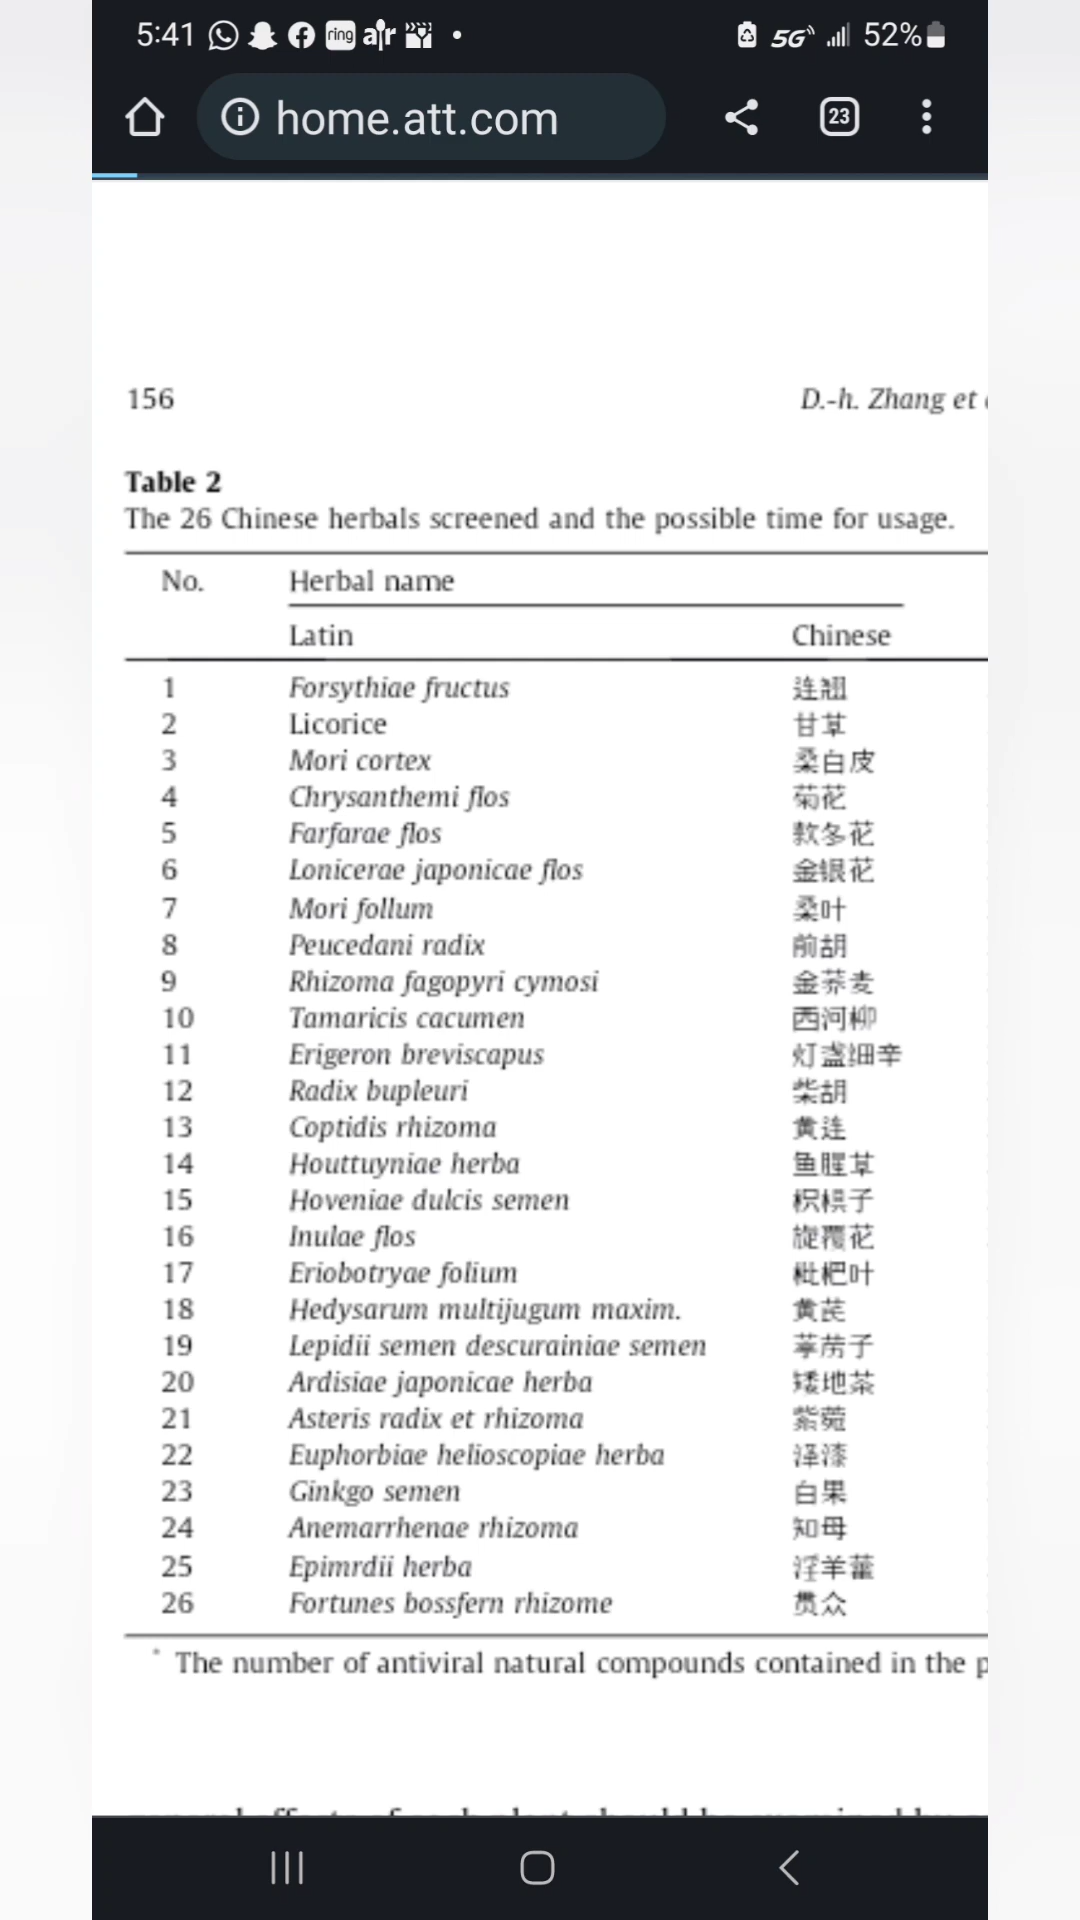 5:41 ring air 5G 52%
home.att.com 23
156 D.-h. Zhang et
Table 2
The 26 Chinese herbals screened and the possible time for usage.
No. Herbal name
Latin Chinese
1 Forsythiae fructus 连翘
2 Licorice 甘草
3 Mori cortex 桑白皮
4 Chrysanthemi flos 菊花
5 Farfarae flos 款冬花
6 Lonicerae japonicae flos 金银花
7 Mori follum 桑叶
8 Peucedani radix 前胡
9 Rhizoma fagopyri cymosi 金荞麦
10 Tamaricis cacumen 西河柳
11 Erigeron breviscapus 灯盏细辛
12 Radix bupleuri 柴胡
13 Coptidis rhizoma 黄连
14 Houttuyniae herba 鱼腥草
15 Hoveniae dulcis semen 枳椇子
16 Inulae flos 旋覆花
17 Eriobotryae folium 枇杷叶
18 Hedysarum multijugum maxim. 黄芪
19 Lepidii semen descurainiae semen 葶苈子
20 Ardisiae japonicae herba 矮地茶
21 Asteris radix et rhizoma 紫菀
22 Euphorbiae helioscopiae herba 泽漆
23 Ginkgo semen 白果
24 Anemarrhenae rhizoma 知母
25 Epimrdii herba 淫羊藿
26 Fortunes bossfern rhizome 贯众
* The number of antiviral natural compounds contained in the p